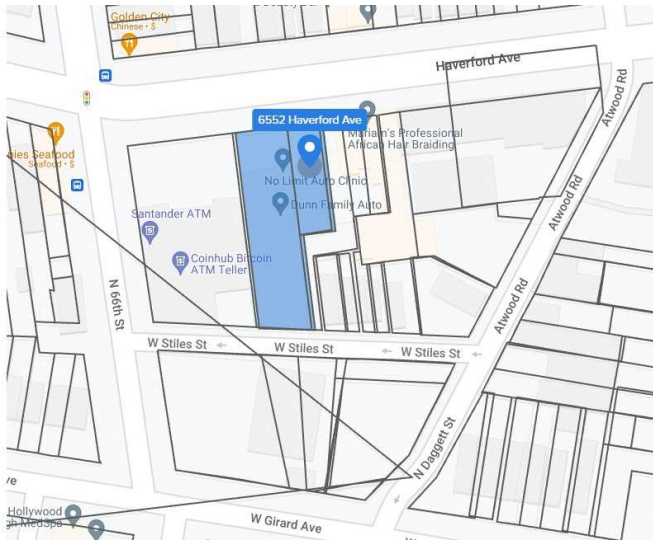 Golden City
Chinese • $
Haverford Ave
Atwood Rd
6552 Haverford Ave
Mariam's Professional
African Hair Braiding
Seafood
Seafood • $
No Limit Auto Clinic
Dunn Family Auto
Atwood Rd
Santander ATM
Coinhub Bitcoin
ATM Teller
N 66th St
Atwood Rd
W Stiles St
W Stiles St
W Stiles St
N Daggett St
Hollywood
MedSpa
W Girard Ave